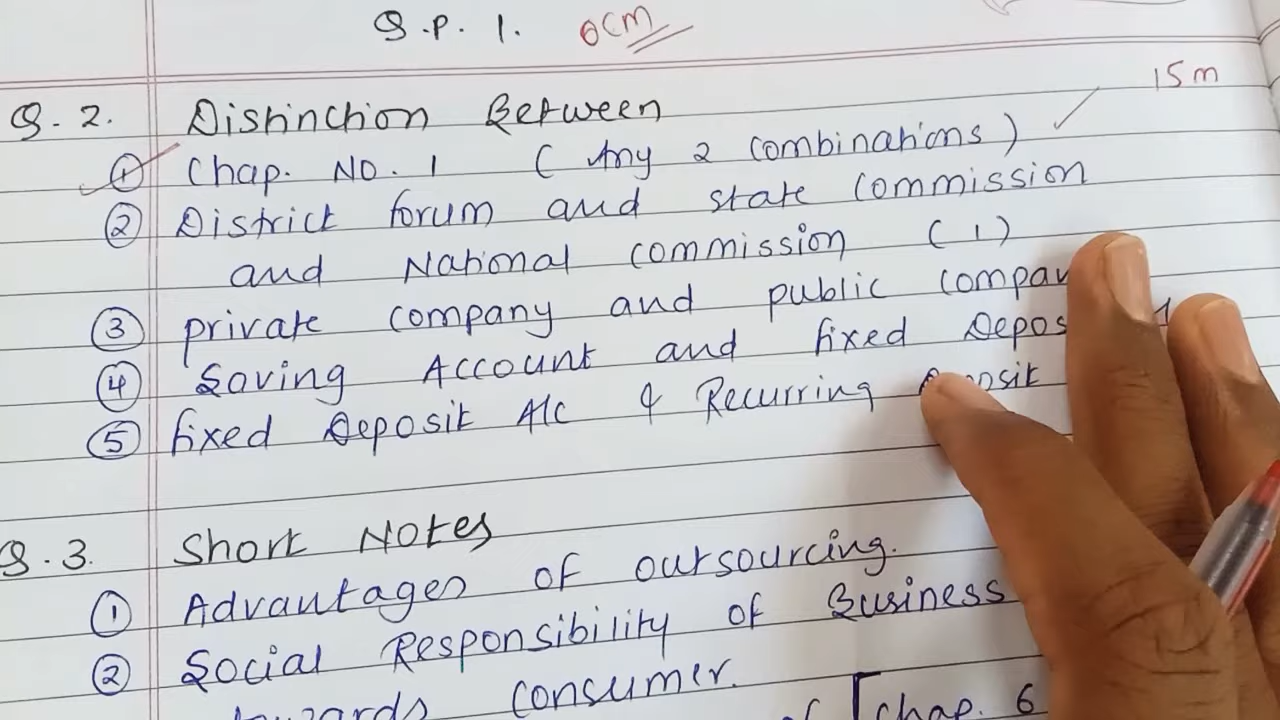 Q.P. 1. OCM
15m
Q.2. Distinction Between
① Chap. No. 1 (Any 2 combinations) ✓
② District forum and state commission
and National commission (1)
③ private company and public
④ Saving Account and fixed
⑤ fixed Deposit A/c & Recurring
Q.3. Short Notes
① Advantages of oursourcing.
② Social Responsibility of Business
towards consumer.
[chap. 6